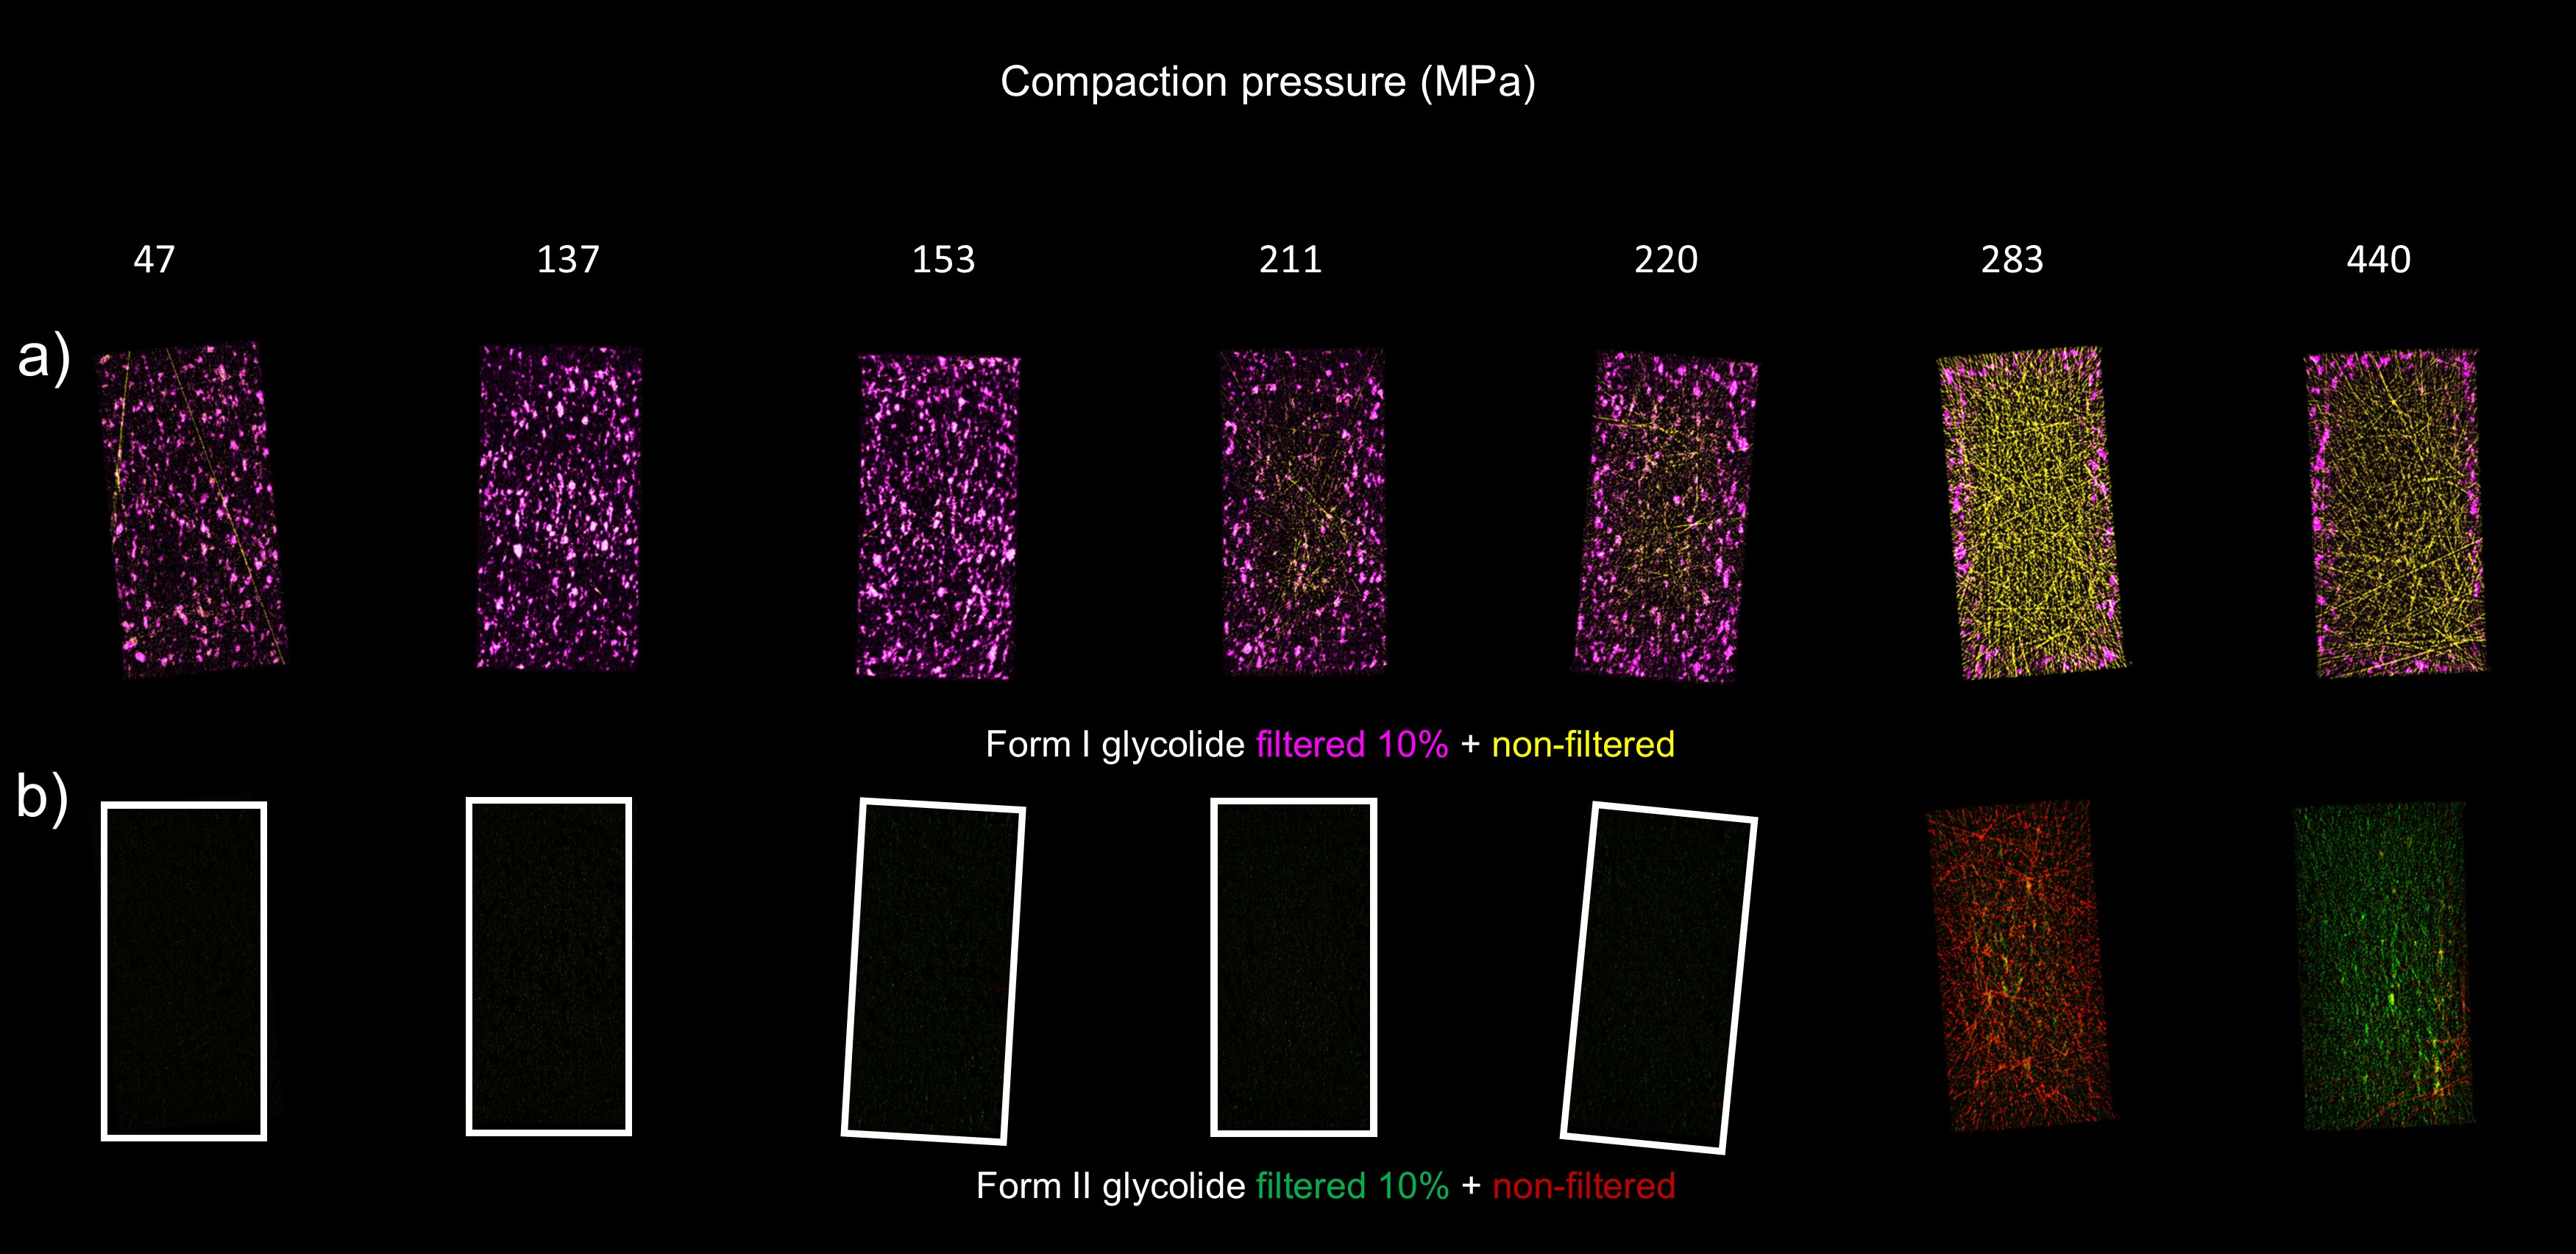 Compaction pressure (MPa)
47 137 153 211 220 283 440
a)
Form I glycolide filtered 10% + non-filtered
b)
Form II glycolide filtered 10% + non-filtered